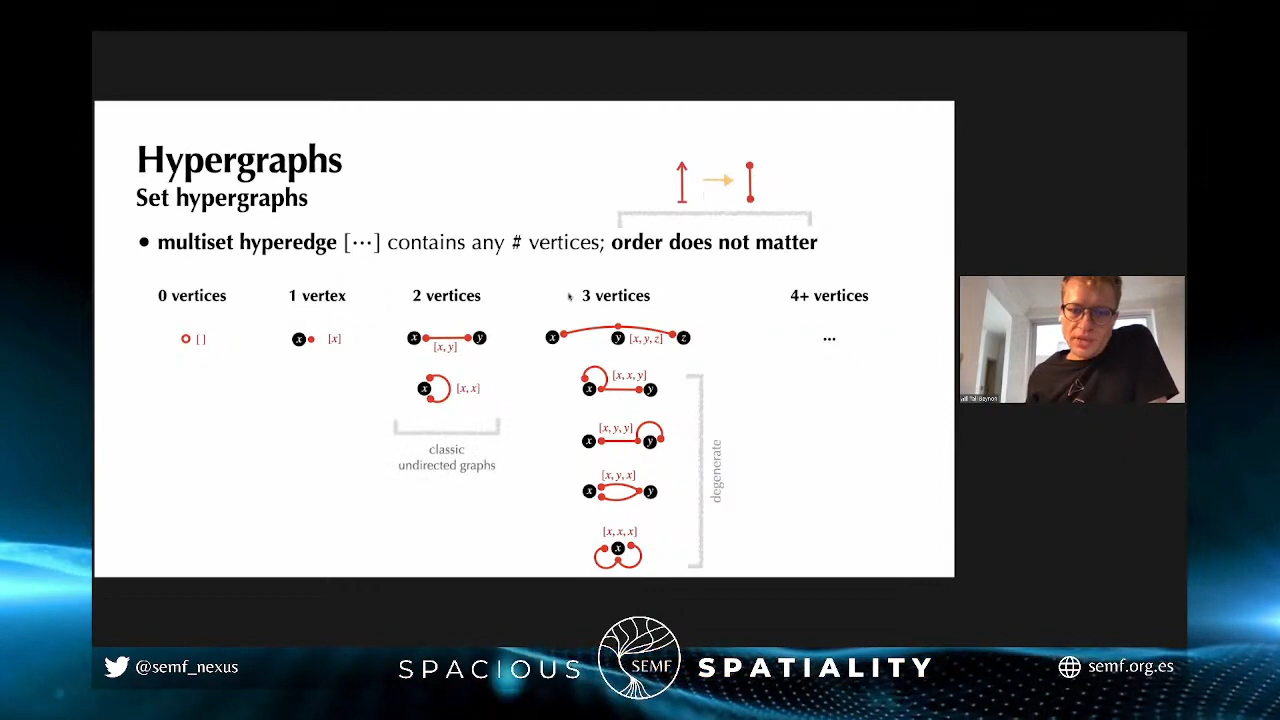 Hypergraphs
Set hypergraphs
• multiset hyperedge [⋯] contains any # vertices; order does not matter
0 vertices 1 vertex 2 vertices 3 vertices 4+ vertices
[ ] x [x] x y [x, y] x y [x, y, z] z ...
x [x, x] x [x, x, y] y
classic
undirected graphs
x [x, y, y] y
degenerate
x [x, y, x] y
[x, x, x]
x
@semf_nexus SPACIOUS SEMF SPATIALITY semf.org.es